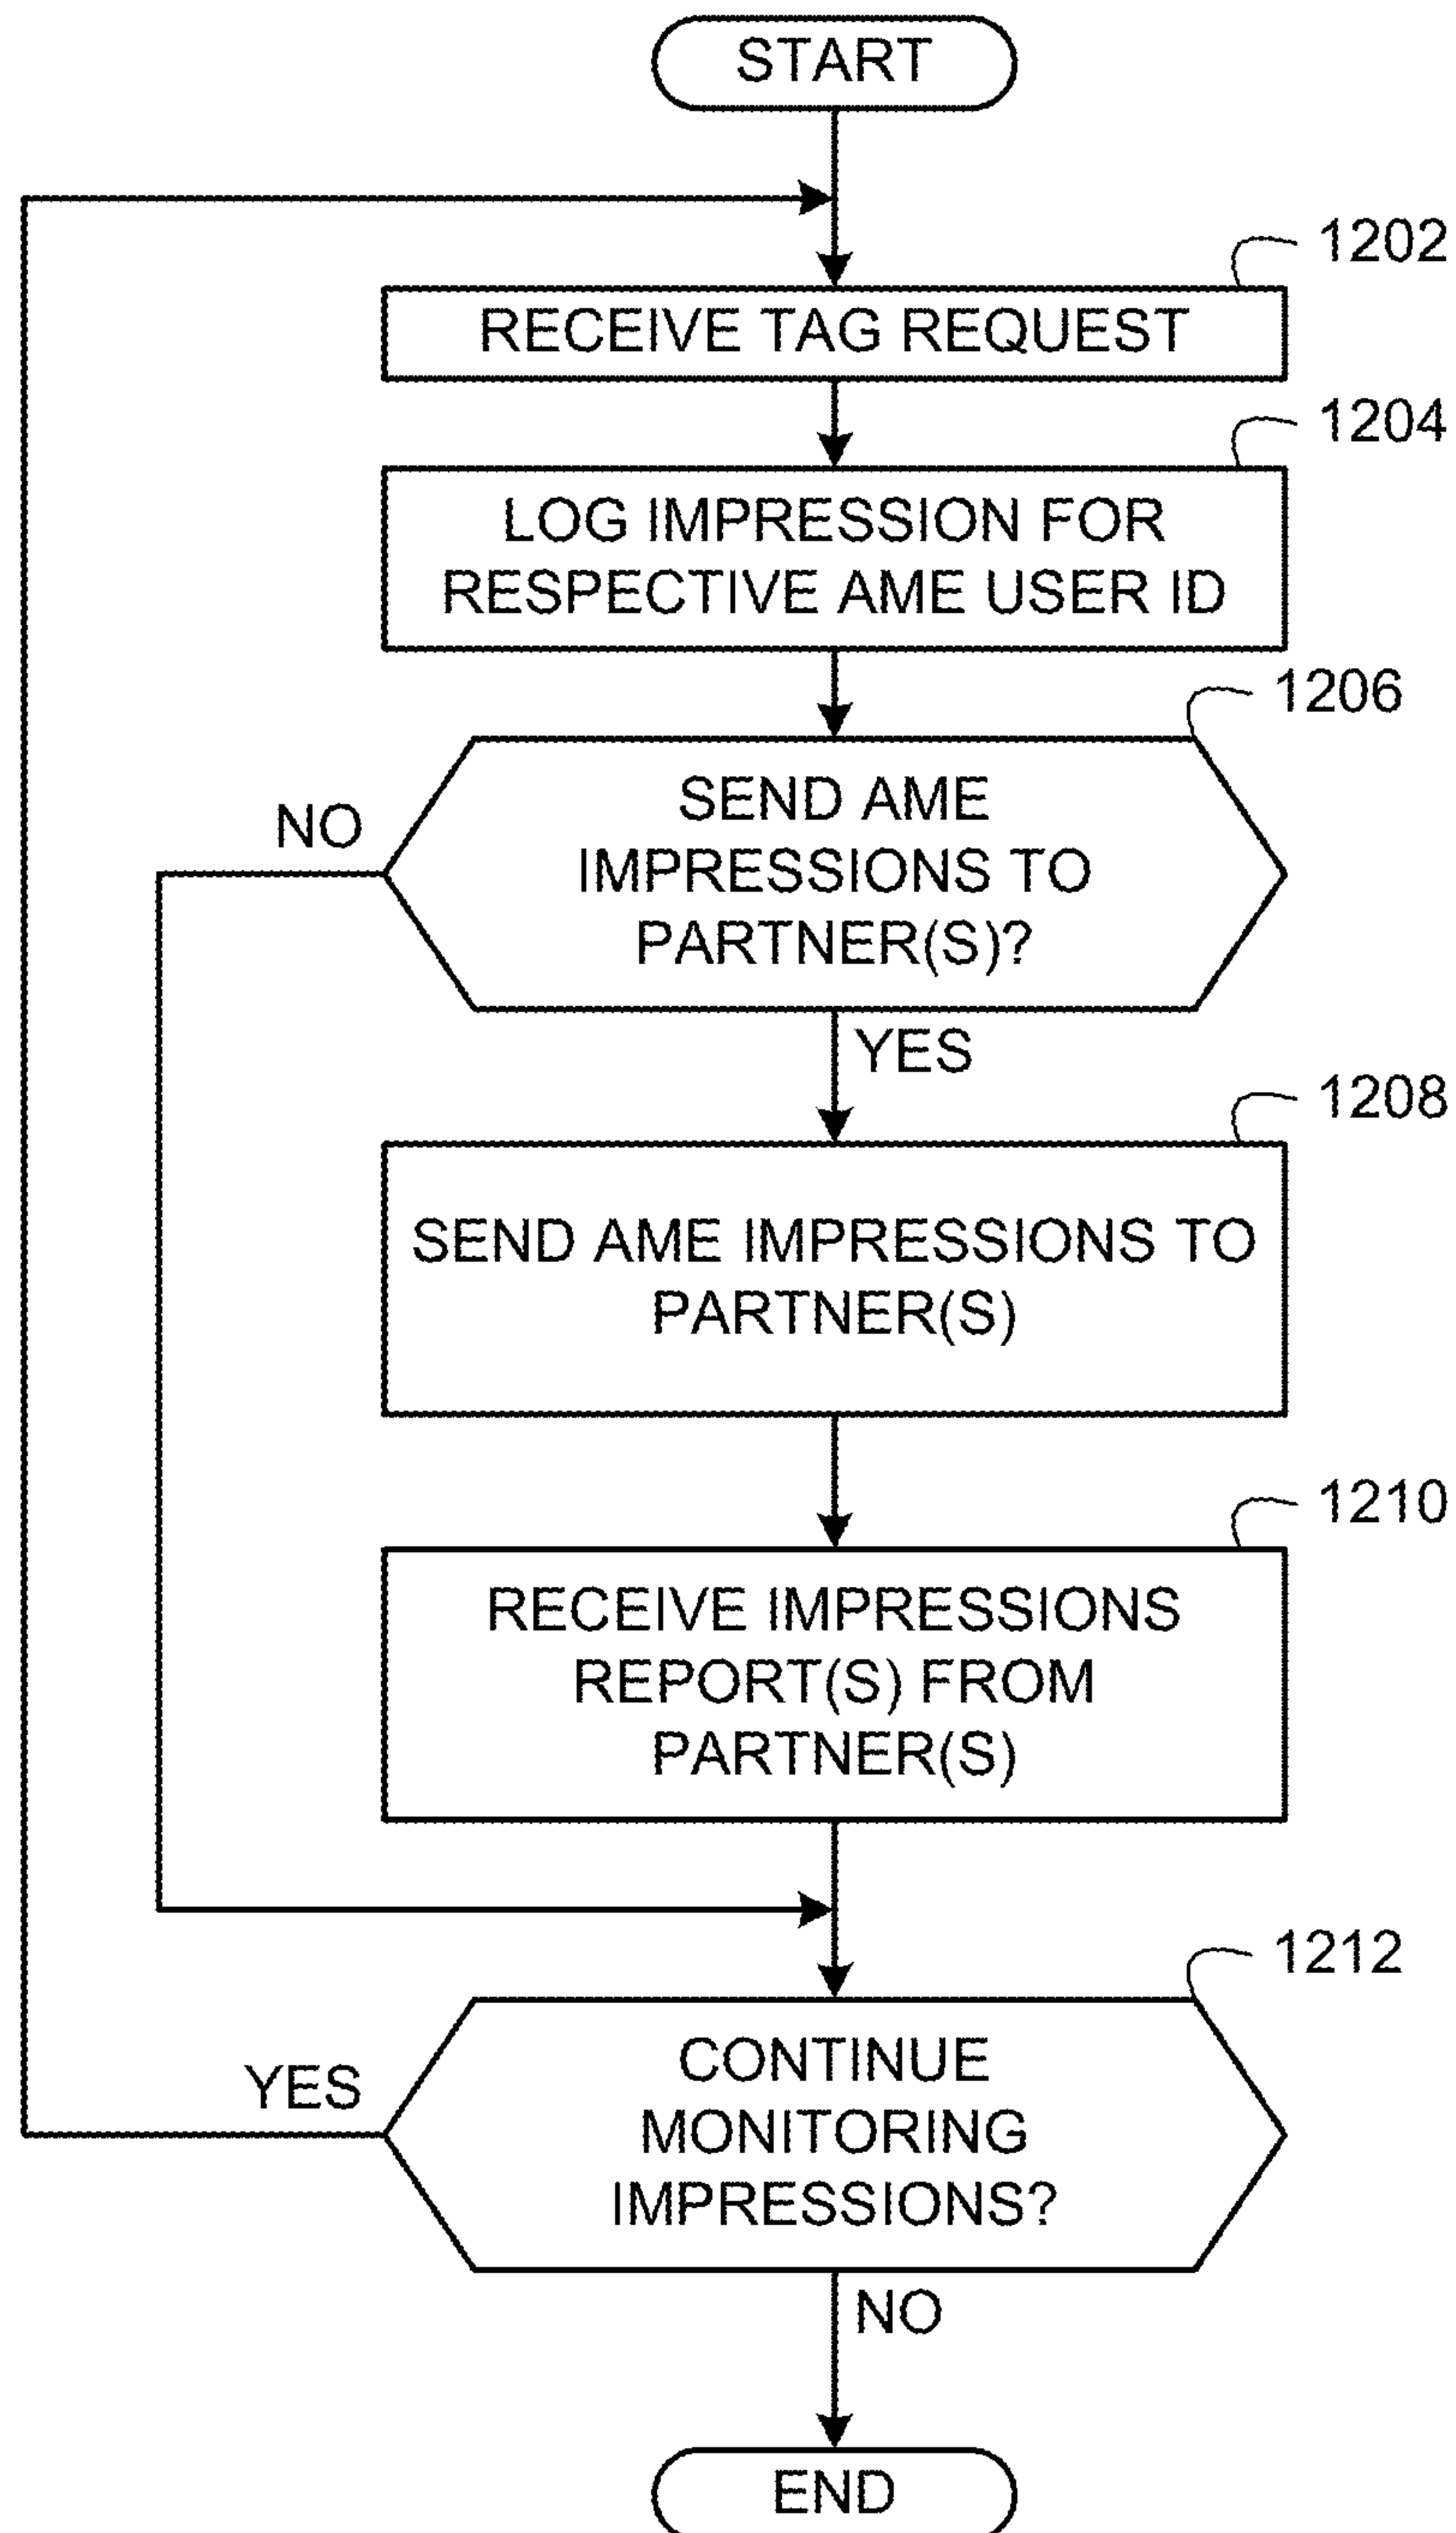 START
1202
RECEIVE TAG REQUEST
1204
LOG IMPRESSION FOR
RESPECTIVE AME USER ID
1206
SEND AME
IMPRESSIONS TO
PARTNER(S)?
NO
YES
1208
SEND AME IMPRESSIONS TO
PARTNER(S)
1210
RECEIVE IMPRESSIONS
REPORT(S) FROM
PARTNER(S)
1212
CONTINUE
MONITORING
IMPRESSIONS?
YES
NO
END